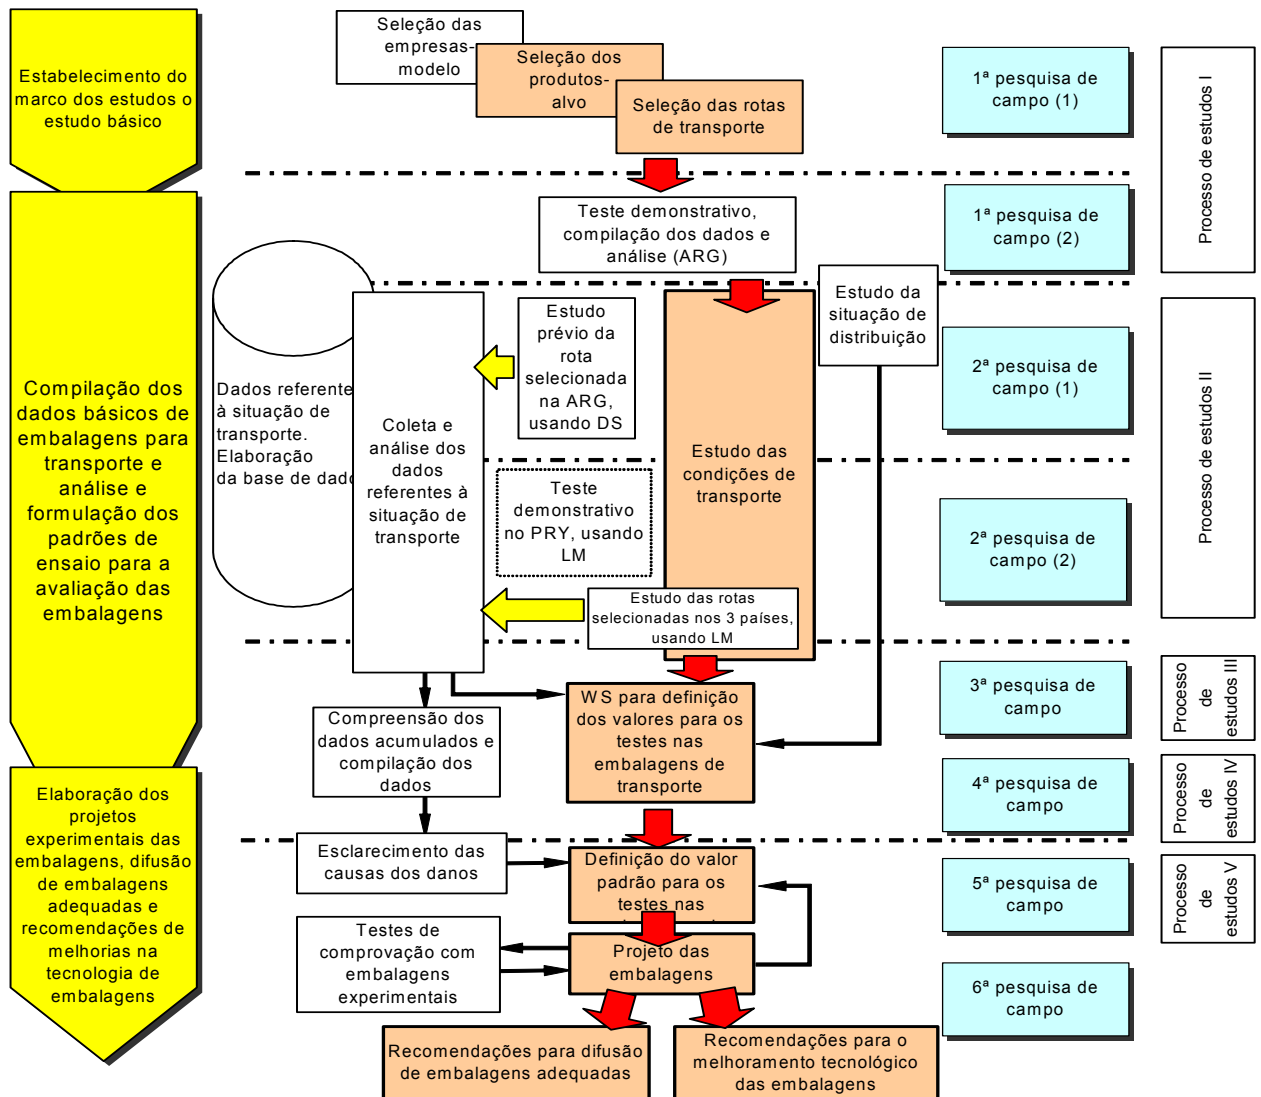 Estabelecimento do
marco dos estudos o
estudo básico
Seleção das
empresas-
modelo
Seleção dos
produtos-
alvo
Seleção das rotas
de transporte
1ª pesquisa de
campo (1)
Processo de estudos I
Teste demonstrativo,
compilação dos dados e
análise (ARG)
1ª pesquisa de
campo (2)
Compilação dos
dados básicos de
embalagens para
transporte e
análise e
formulação dos
padrões de
ensaio para a
avaliação das
embalagens
Dados referente
à situação de
transporte.
Elaboração
da base de dado
Coleta e
análise dos
dados
referentes à
situação de
transporte
Estudo
prévio da
rota
selecionada
na ARG,
usando DS
Teste
demonstrativo
no PRY, usando
LM
Estudo das
condições de
transporte
Estudo da
situação de
distribuição
Estudo das rotas
selecionadas nos 3 países,
usando LM
2ª pesquisa de
campo (1)
2ª pesquisa de
campo (2)
Processo de estudos II
Compreensão dos
dados acumulados e
compilação dos
dados
WS para definição
dos valores para os
testes nas
embalagens de
transporte
3ª pesquisa de
campo
Processo
de
estudos III
4ª pesquisa de
campo
Processo
de
estudos IV
Elaboração dos
projetos
experimentais das
embalagens, difusão
de embalagens
adequadas e
recomendações de
melhorias na
tecnologia de
embalagens
Esclarecimento das
causas dos danos
Definição do valor
padrão para os
testes nas
5ª pesquisa de
campo
Processo
de
estudos V
Testes de
comprovação com
embalagens
experimentais
Projeto das
embalagens
6ª pesquisa de
campo
Recomendações para difusão
de embalagens adequadas
Recomendações para o
melhoramento tecnológico
das embalagens